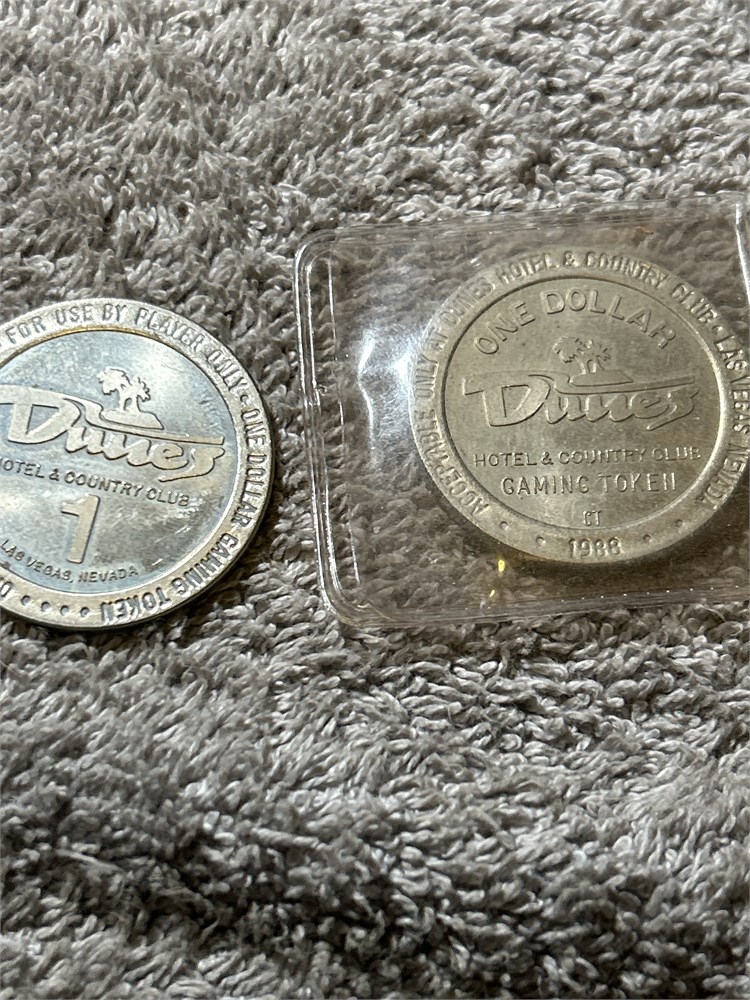 FOR USE BY PLAYER ONLY • ONE DOLLAR GAMING TOKEN • • • •
Dunes
HOTEL & COUNTRY CLUB
1
LAS VEGAS, NEVADA
ACCEPTABLE ONLY AT DUNES HOTEL & COUNTRY CLUB • LAS VEGAS NEVADA
ONE DOLLAR
Dunes
HOTEL & COUNTRY CLUB
GAMING TOKEN
GT
• • 1988 • •